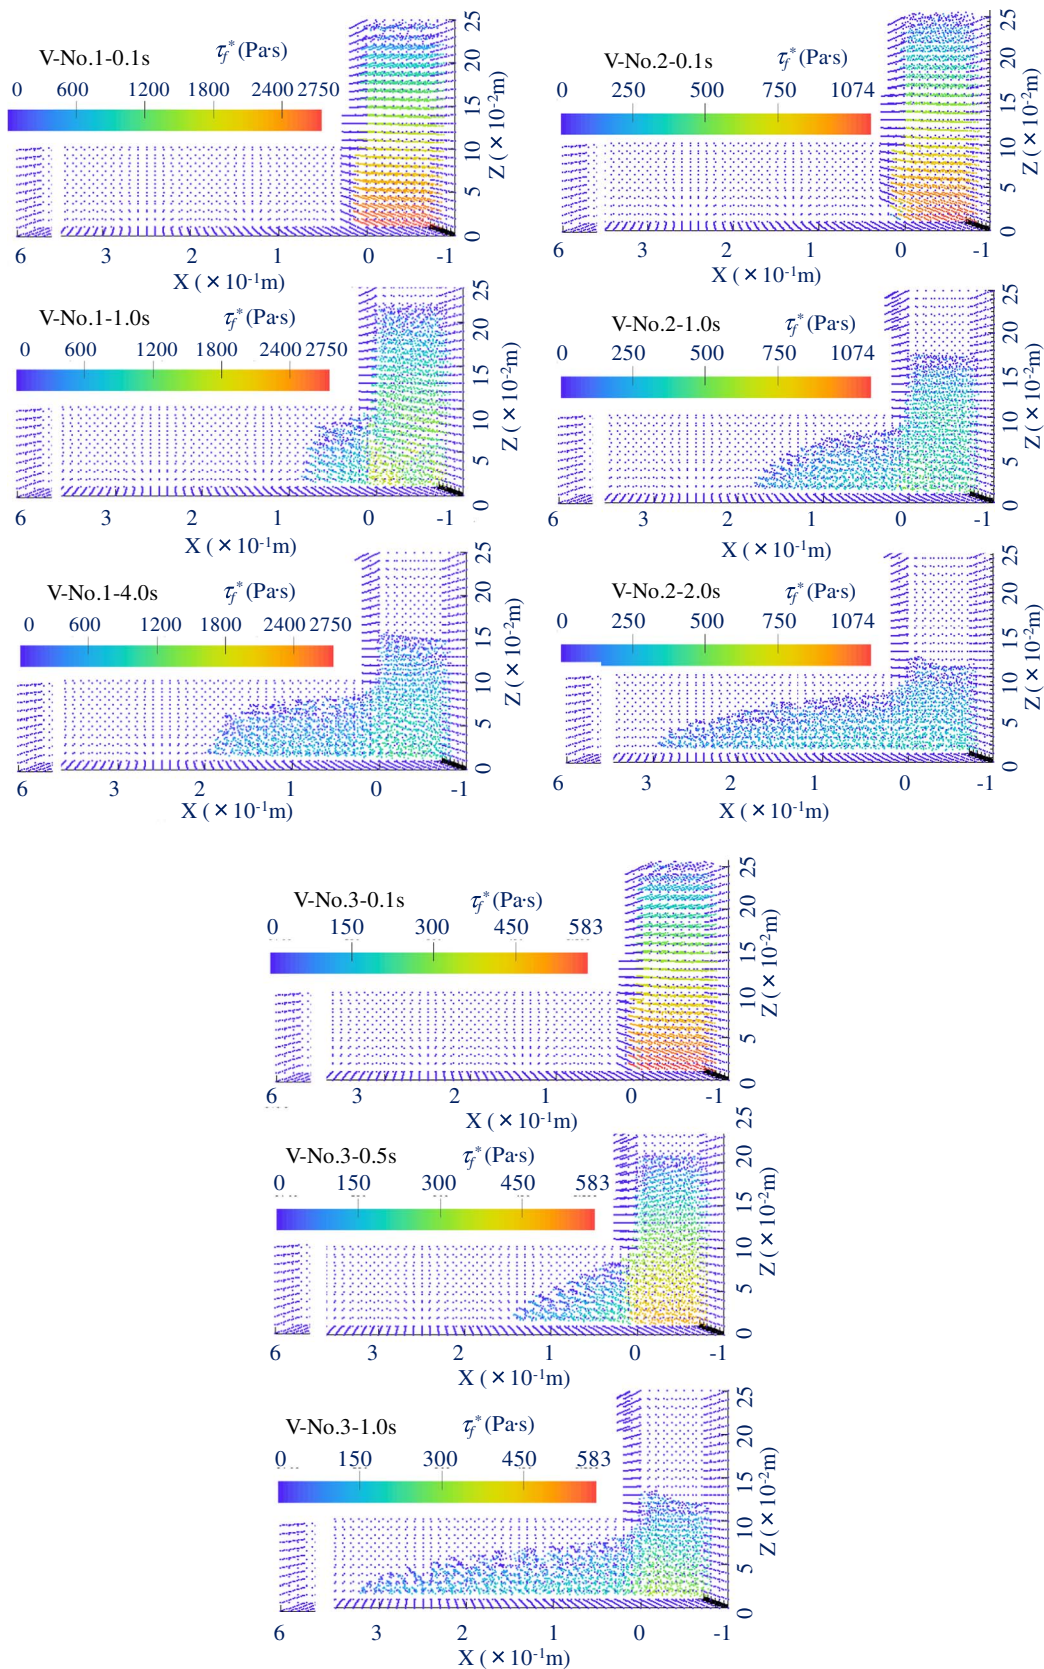 V-No.1-0.1s
τf*(Pa·s)
0 600 1200 1800 2400 2750
0 5 10 15 20 25
Z (×10-2m)
6 3 2 1 0 -1
X (×10-1m)
V-No.2-0.1s
τf*(Pa·s)
0 250 500 750 1074
0 5 10 15 20 25
Z (×10-2m)
6 3 2 1 0 -1
X (×10-1m)
V-No.1-1.0s
τf*(Pa·s)
0 600 1200 1800 2400 2750
0 5 10 15 20 25
Z (×10-2m)
6 3 2 1 0 -1
X (×10-1m)
V-No.2-1.0s
τf*(Pa·s)
0 250 500 750 1074
0 5 10 15 20 25
Z (×10-2m)
6 3 2 1 0 -1
X (×10-1m)
V-No.1-4.0s
τf*(Pa·s)
0 600 1200 1800 2400 2750
0 5 10 15 20 25
Z (×10-2m)
6 3 2 1 0 -1
X (×10-1m)
V-No.2-2.0s
τf*(Pa·s)
0 250 500 750 1074
0 5 10 15 20 25
Z (×10-2m)
6 3 2 1 0 -1
X (×10-1m)
V-No.3-0.1s
τf*(Pa·s)
0 150 300 450 583
0 5 10 15 20 25
Z (×10-2m)
6 3 2 1 0 -1
X (×10-1m)
V-No.3-0.5s
τf*(Pa·s)
0 150 300 450 583
0 5 10 15 20 25
Z (×10-2m)
6 3 2 1 0 -1
X (×10-1m)
V-No.3-1.0s
τf*(Pa·s)
0 150 300 450 583
0 5 10 15 20 25
Z (×10-2m)
6 3 2 1 0 -1
X (×10-1m)